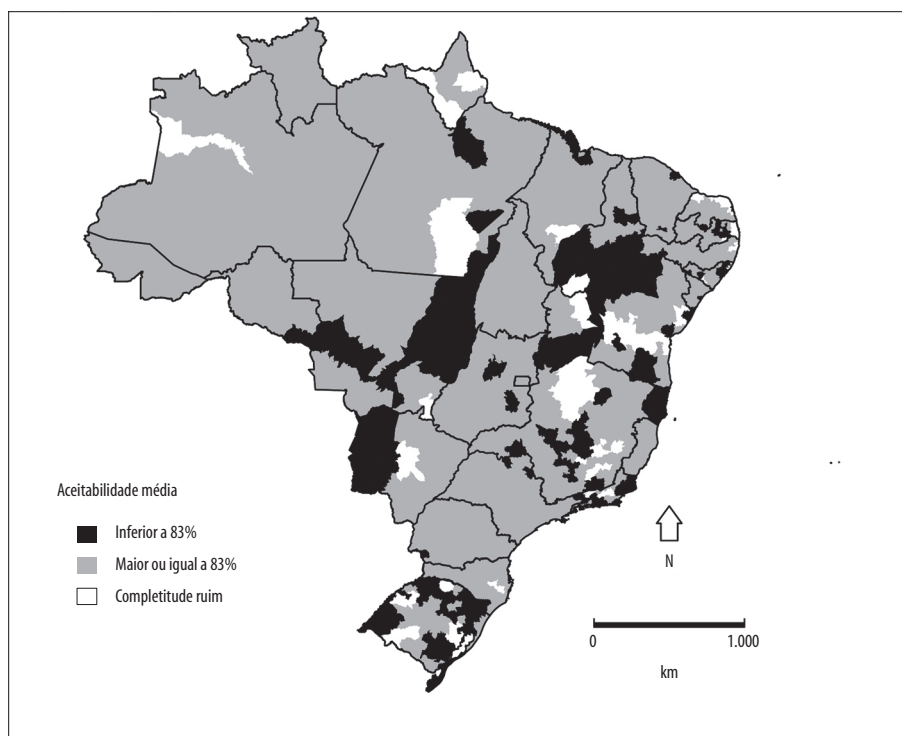 Aceitabilidade média
Inferior a 83%
Maior ou igual a 83%
Completitude ruim
N
0 1.000
km